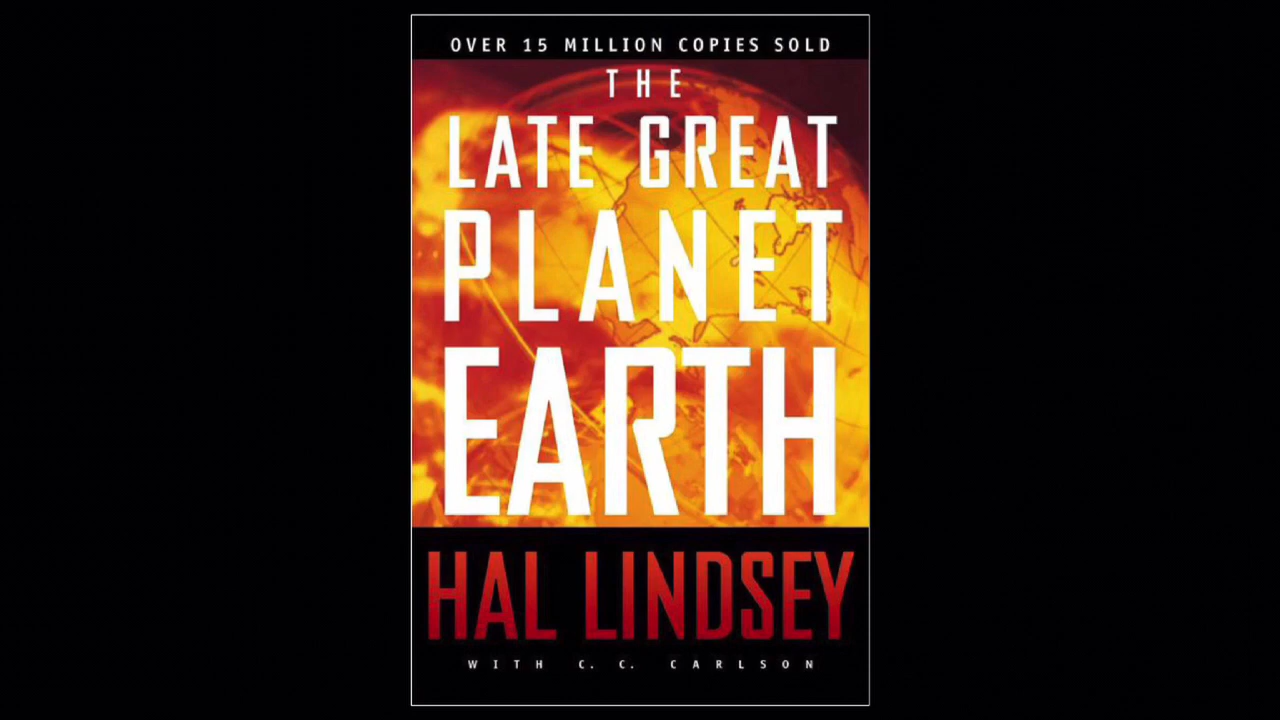 OVER 15 MILLION COPIES SOLD
THE
LATE GREAT
PLANET
EARTH
HAL LINDSEY
WITH C. C. CARLSON